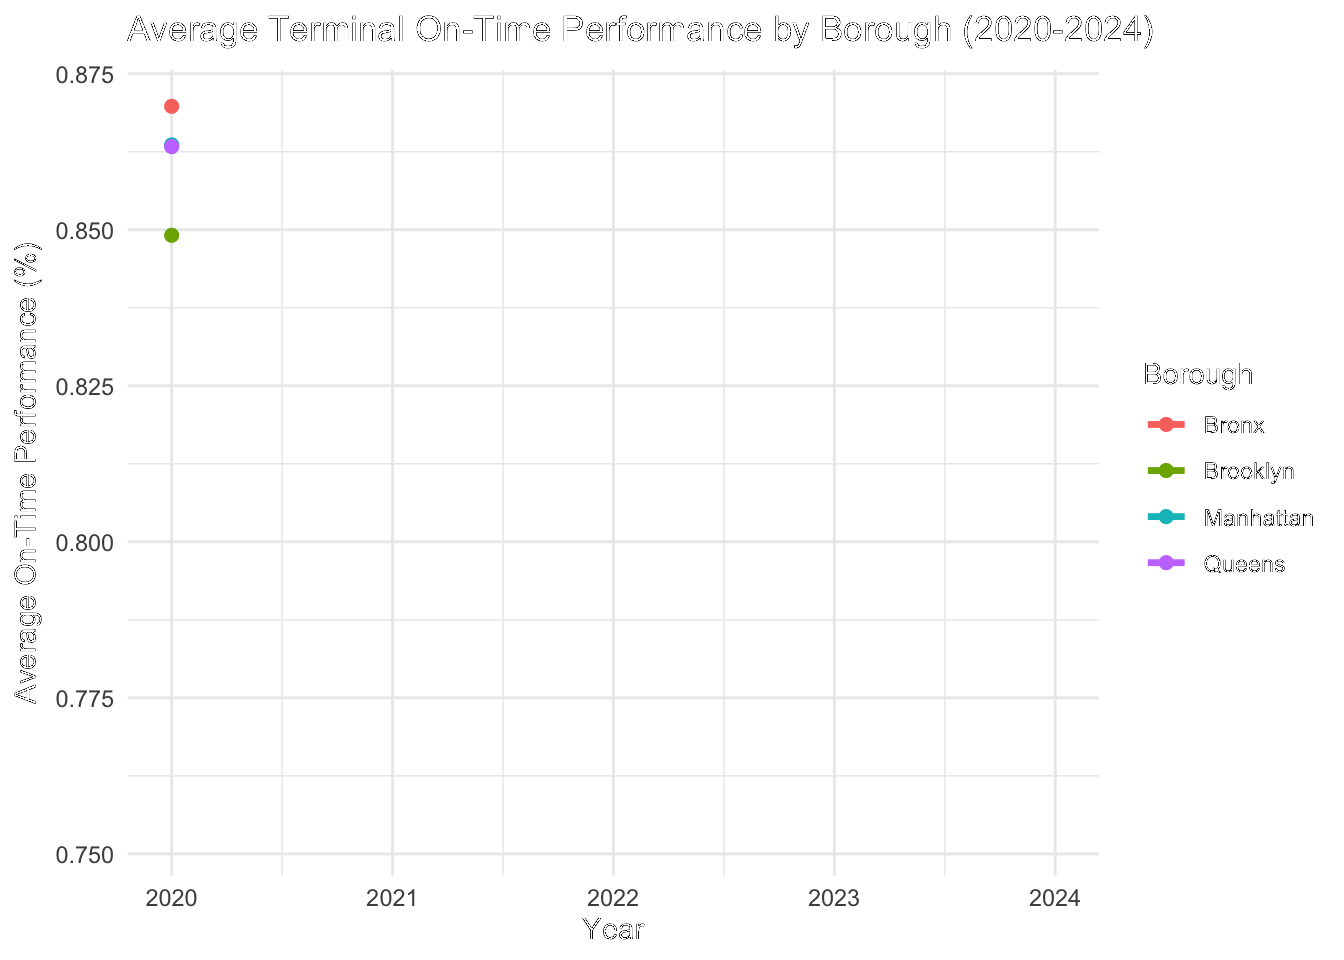 Average Terminal On-Time Performance by Borough (2020-2024)
0.875
0.850
0.825
0.800
0.775
0.750
Average On-Time Performance (%)
2020 2021 2022 2023 2024
Year
Borough
Bronx
Brooklyn
Manhattan
Queens